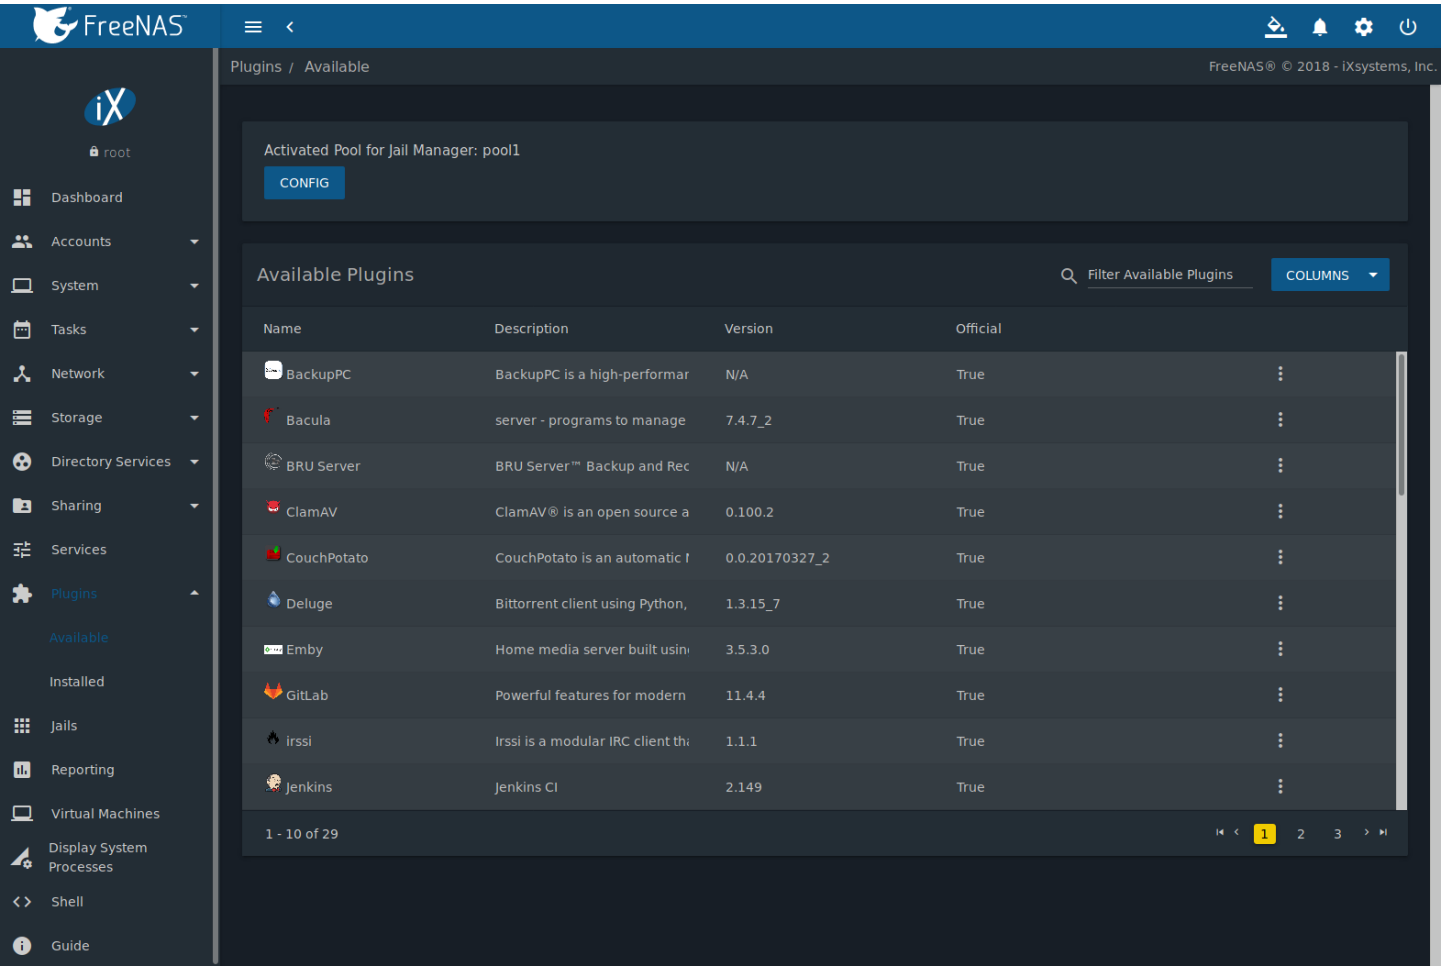 FreeNAS™
Plugins / Available
FreeNAS® © 2018 - iXsystems, Inc.
iX
root
Dashboard
Accounts
System
Tasks
Network
Storage
Directory Services
Sharing
Services
Plugins
Available
Installed
Jails
Reporting
Virtual Machines
Display System
Processes
Shell
Guide
Activated Pool for Jail Manager: pool1
CONFIG
Available Plugins
Filter Available Plugins
COLUMNS
Name Description Version Official
BackupPC BackupPC is a high-performar N/A True
Bacula server - programs to manage 7.4.7_2 True
BRU Server BRU Server™ Backup and Rec N/A True
ClamAV ClamAV® is an open source a 0.100.2 True
CouchPotato CouchPotato is an automatic 0.0.20170327_2 True
Deluge Bittorrent client using Python, 1.3.15_7 True
Emby Home media server built usin 3.5.3.0 True
GitLab Powerful features for modern 11.4.4 True
irssi Irssi is a modular IRC client tha 1.1.1 True
Jenkins Jenkins CI 2.149 True
1 - 10 of 29
1 2 3